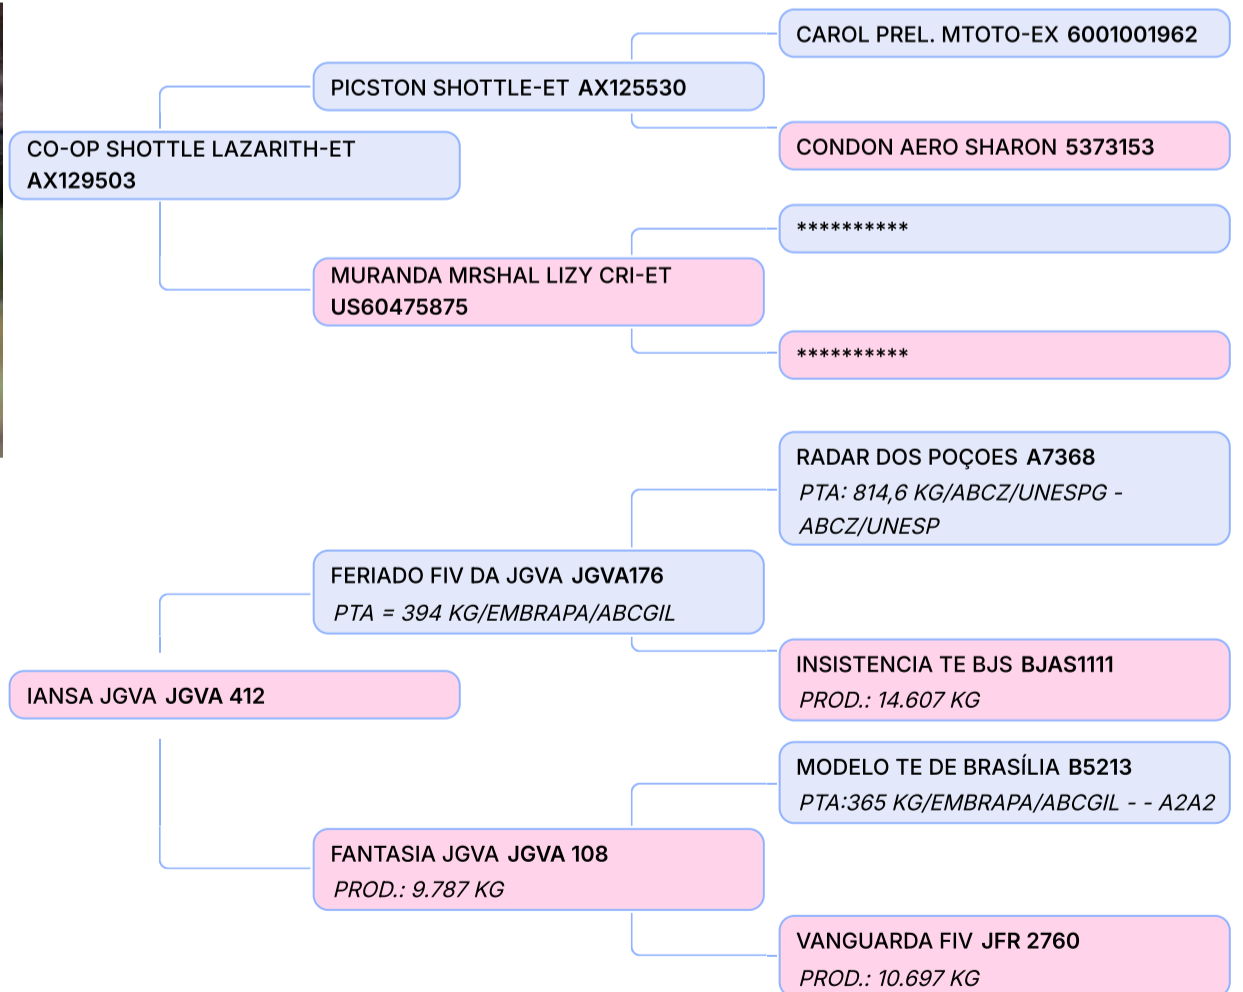 CAROL PREL. MTOTO-EX 6001001962
PICSTON SHOTTLE-ET AX125530
CONDON AERO SHARON 5373153
CO-OP SHOTTLE LAZARITH-ET
AX129503
**********
MURANDA MRSHAL LIZY CRI-ET
US60475875
**********
RADAR DOS POÇOES A7368
PTA: 814,6 KG/ABCZ/UNESPG -
ABCZ/UNESP
FERIADO FIV DA JGVA JGVA176
PTA = 394 KG/EMBRAPA/ABCGIL
INSISTENCIA TE BJS BJAS1111
PROD.: 14.607 KG
IANSA JGVA JGVA 412
MODELO TE DE BRASÍLIA B5213
PTA:365 KG/EMBRAPA/ABCGIL - - A2A2
FANTASIA JGVA JGVA 108
PROD.: 9.787 KG
VANGUARDA FIV JFR 2760
PROD.: 10.697 KG